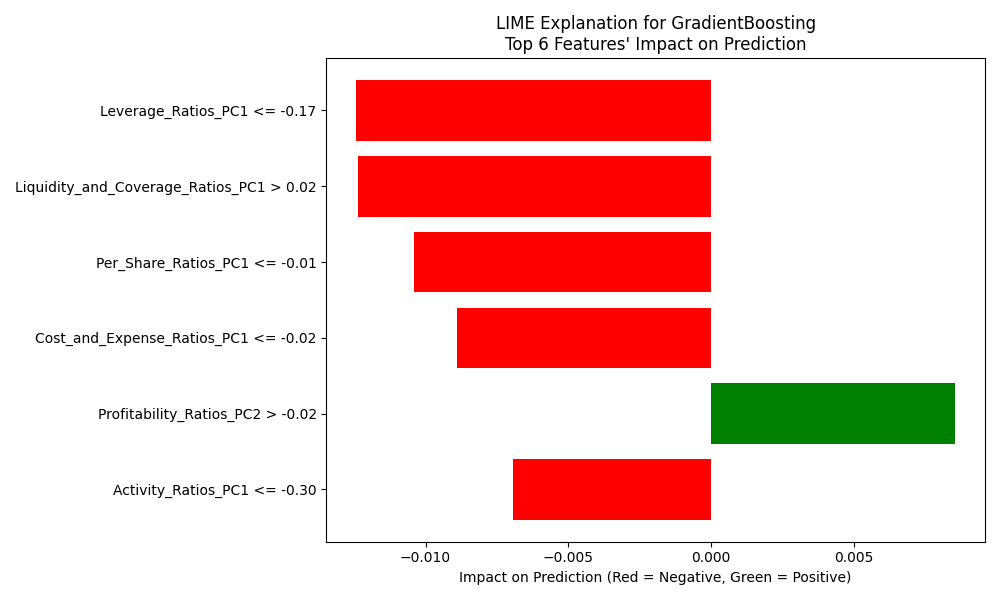 LIME Explanation for GradientBoosting
Top 6 Features' Impact on Prediction
Leverage_Ratios_PC1 <= -0.17
Liquidity_and_Coverage_Ratios_PC1 > 0.02
Per_Share_Ratios_PC1 <= -0.01
Cost_and_Expense_Ratios_PC1 <= -0.02
Profitability_Ratios_PC2 > -0.02
Activity_Ratios_PC1 <= -0.30
−0.010 −0.005 0.000 0.005
Impact on Prediction (Red = Negative, Green = Positive)